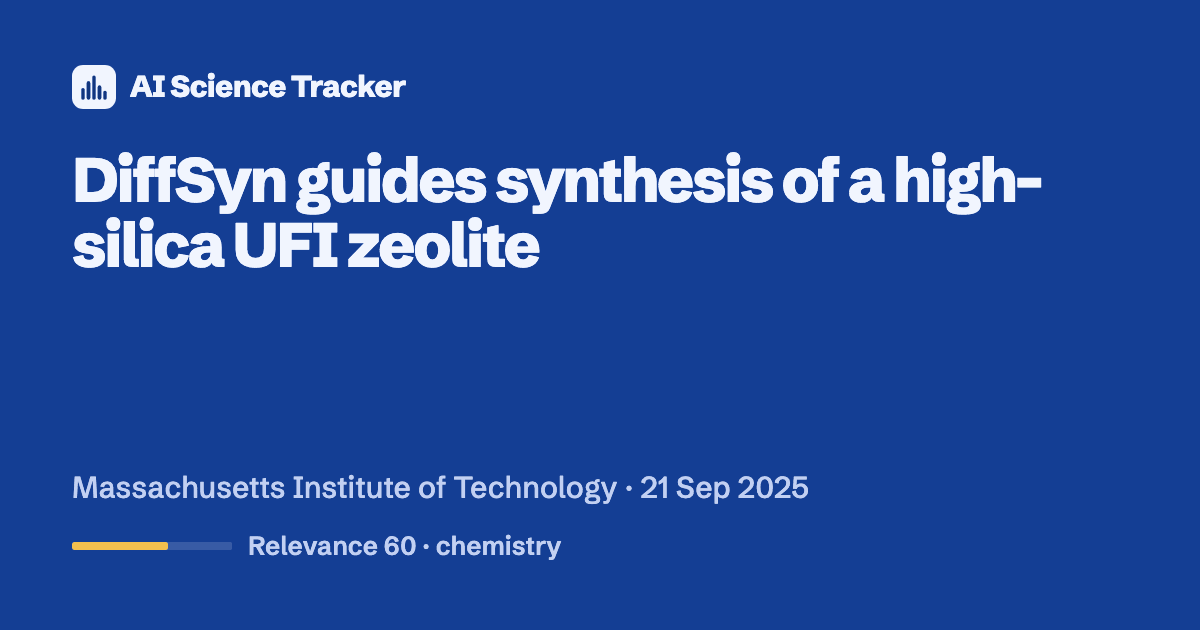 AI Science Tracker
DiffSyn guides synthesis of a high-
silica UFI zeolite
Massachusetts Institute of Technology · 21 Sep 2025
Relevance 60 · chemistry